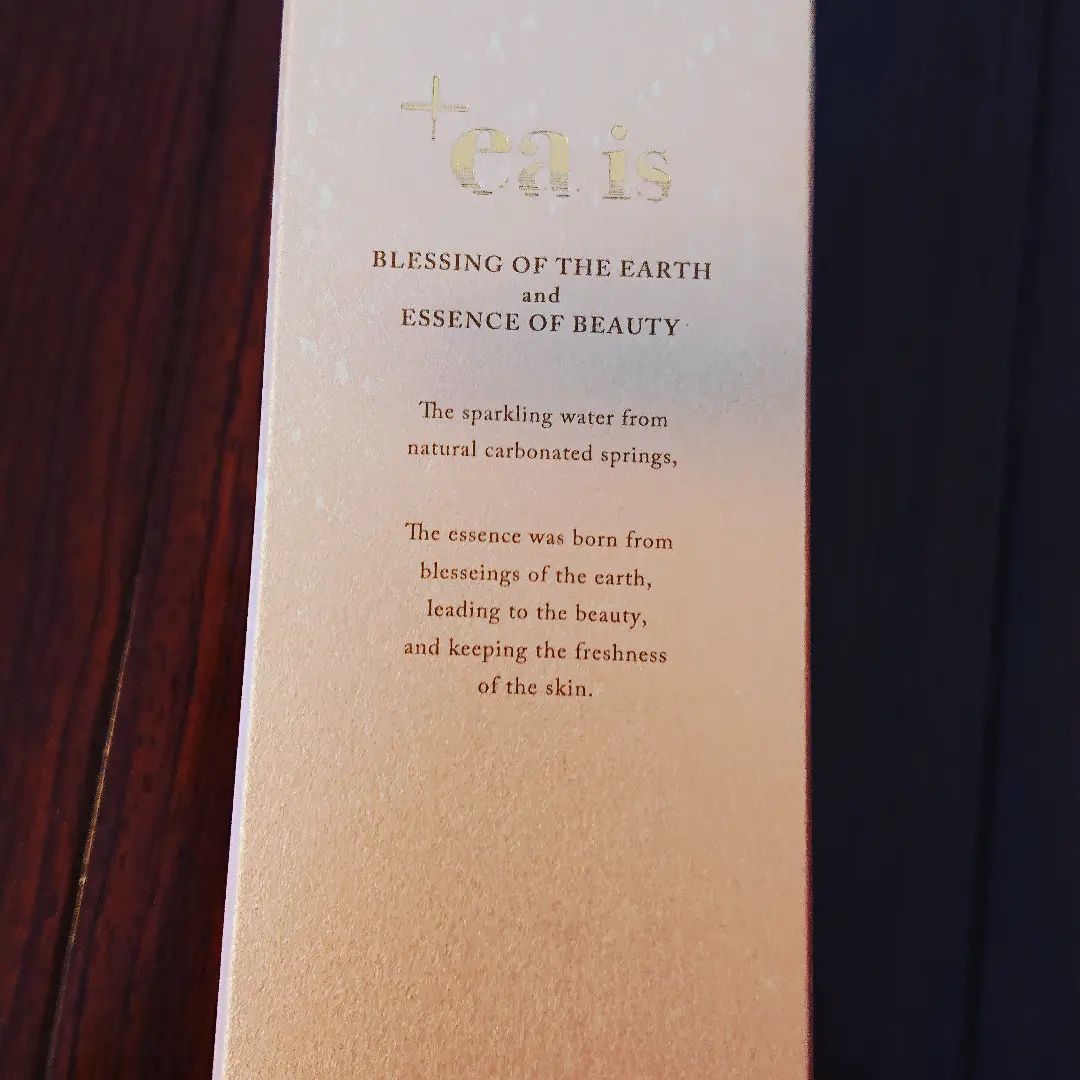 +ea is
BLESSING OF THE EARTH
and
ESSENCE OF BEAUTY
The sparkling water from
natural carbonated springs,
The essence was born from
blesseings of the earth,
leading to the beauty,
and keeping the freshness
of the skin.